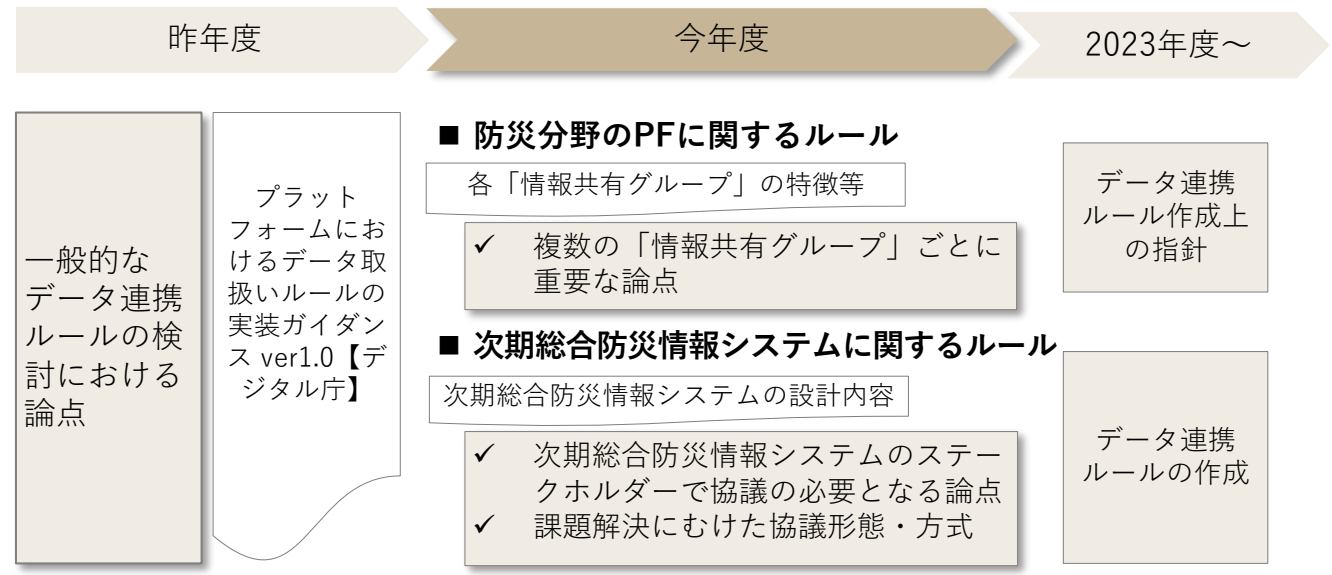 昨年度
今年度
2023年度～
一般的な
データ連携
ルールの検
討における
論点
プラット
フォームにお
けるデータ取
扱いルールの
実装ガイダン
ス ver1.0【デ
ジタル庁】
■ 防災分野のPFに関するルール
各「情報共有グループ」の特徴等
✓ 複数の「情報共有グループ」ごとに
重要な論点
■ 次期総合防災情報システムに関するルール
次期総合防災情報システムの設計内容
✓ 次期総合防災情報システムのステー
クホルダーで協議の必要となる論点
✓ 課題解決にむけた協議形態・方式
データ連携
ルール作成上
の指針
データ連携
ルールの作成